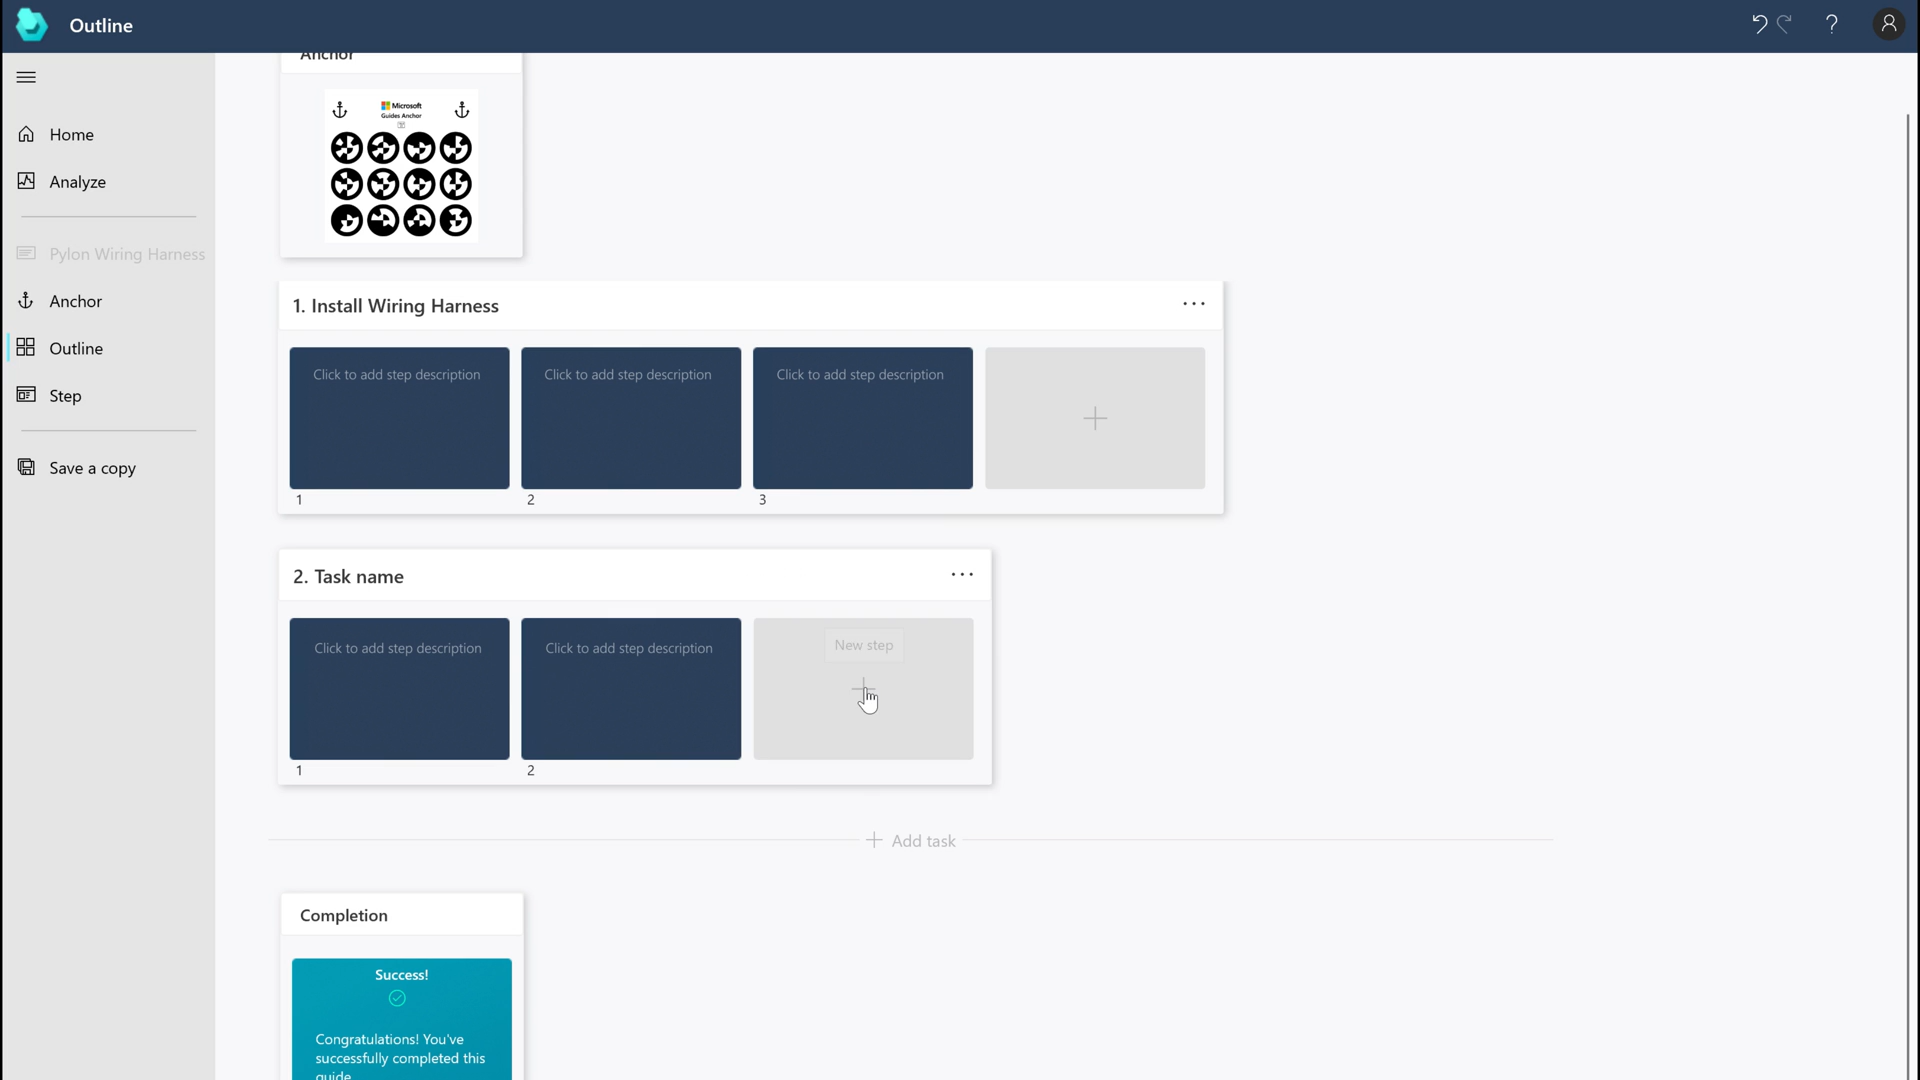 Outline
Anchor
Microsoft
Guides Anchor
Home
Analyze
Pylon Wiring Harness
Anchor
Outline
Step
Save a copy
1. Install Wiring Harness
...
Click to add step description
Click to add step description
Click to add step description
1
2
3
2. Task name
...
Click to add step description
Click to add step description
New step
1
2
Add task
Completion
Success!
Congratulations! You've
successfully completed this
guide